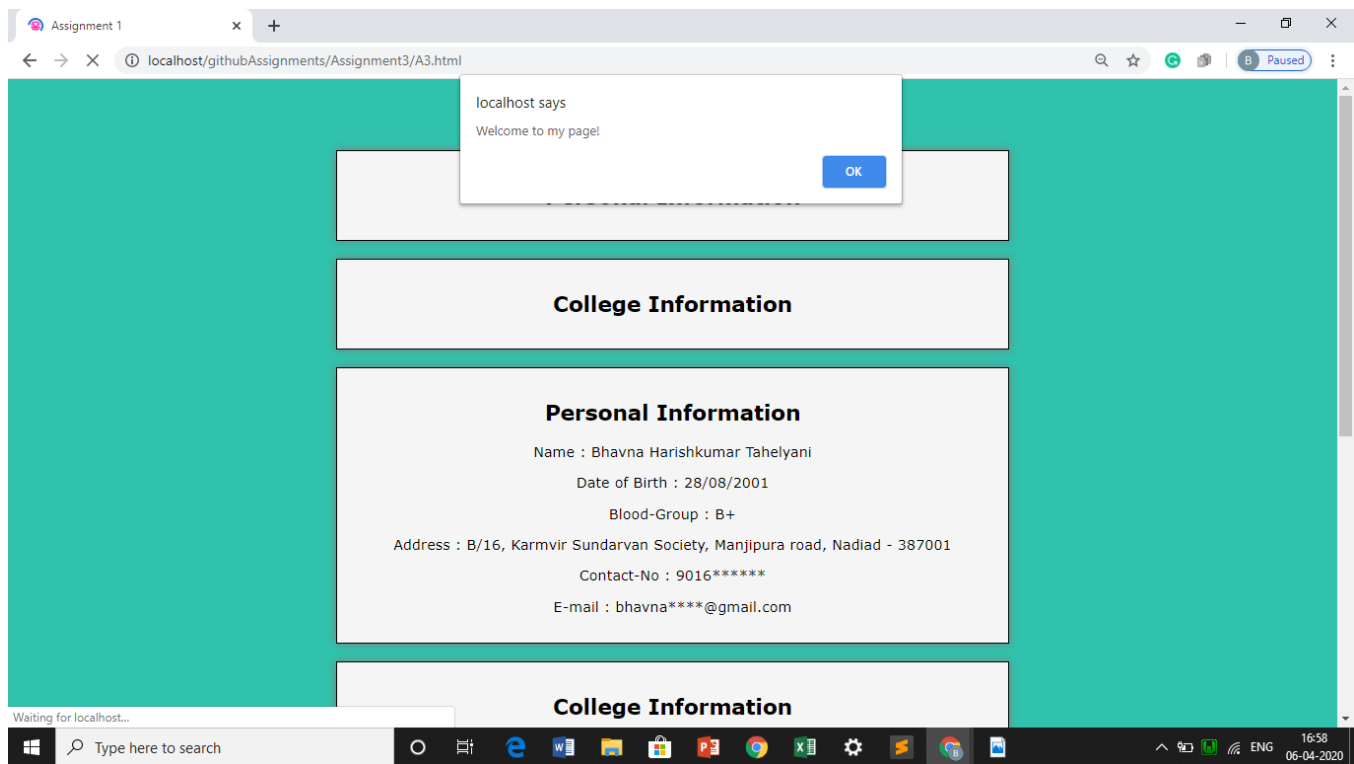 Assignment 1
localhost/githubAssignments/Assignment3/A3.html
Paused
localhost says
Welcome to my page!
OK
Personal Information
College Information
Personal Information
Name : Bhavna Harishkumar Tahelyani
Date of Birth : 28/08/2001
Blood-Group : B+
Address : B/16, Karmvir Sundarvan Society, Manjipura road, Nadiad - 387001
Contact-No : 9016******
E-mail : bhavna****@gmail.com
College Information
Waiting for localhost...
Type here to search
ENG
16:58
06-04-2020